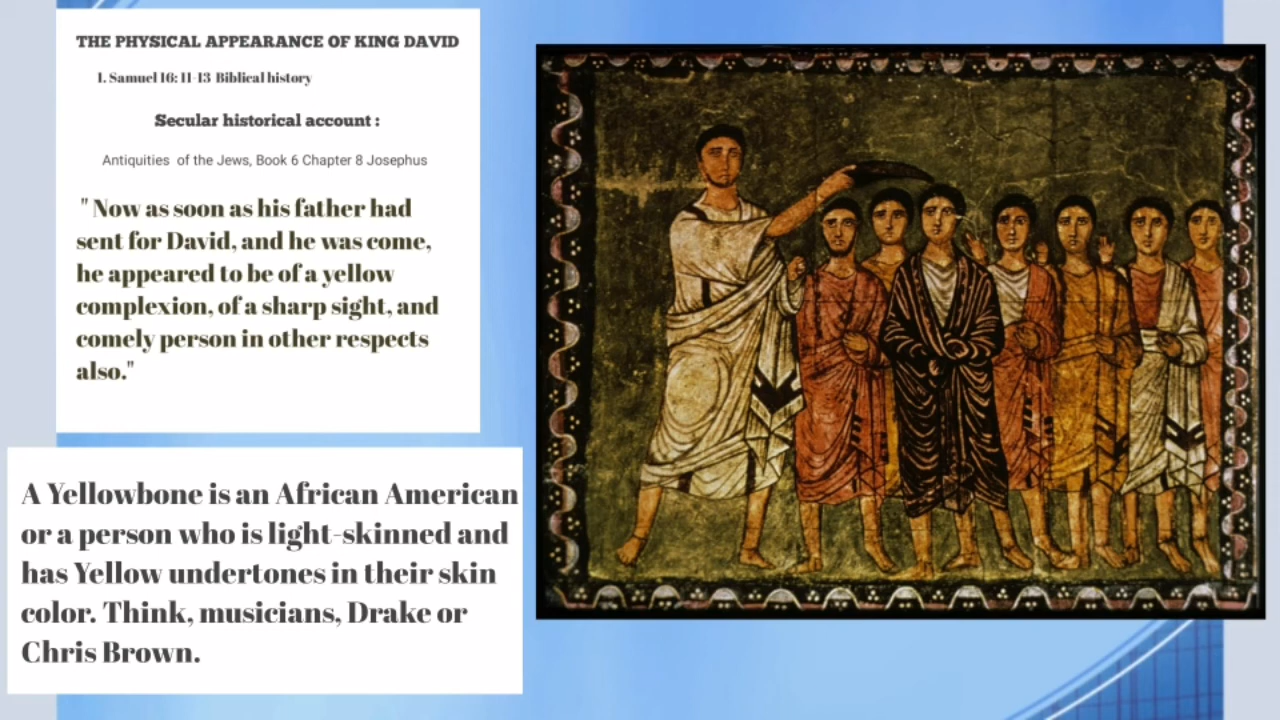 THE PHYSICAL APPEARANCE OF KING DAVID
1. Samuel 16: 11-13 Biblical history
Secular historical account :
Antiquities of the Jews, Book 6 Chapter 8 Josephus
" Now as soon as his father had
sent for David, and he was come,
he appeared to be of a yellow
complexion, of a sharp sight, and
comely person in other respects
also."
A Yellowbone is an African American
or a person who is light-skinned and
has Yellow undertones in their skin
color. Think, musicians, Drake or
Chris Brown.